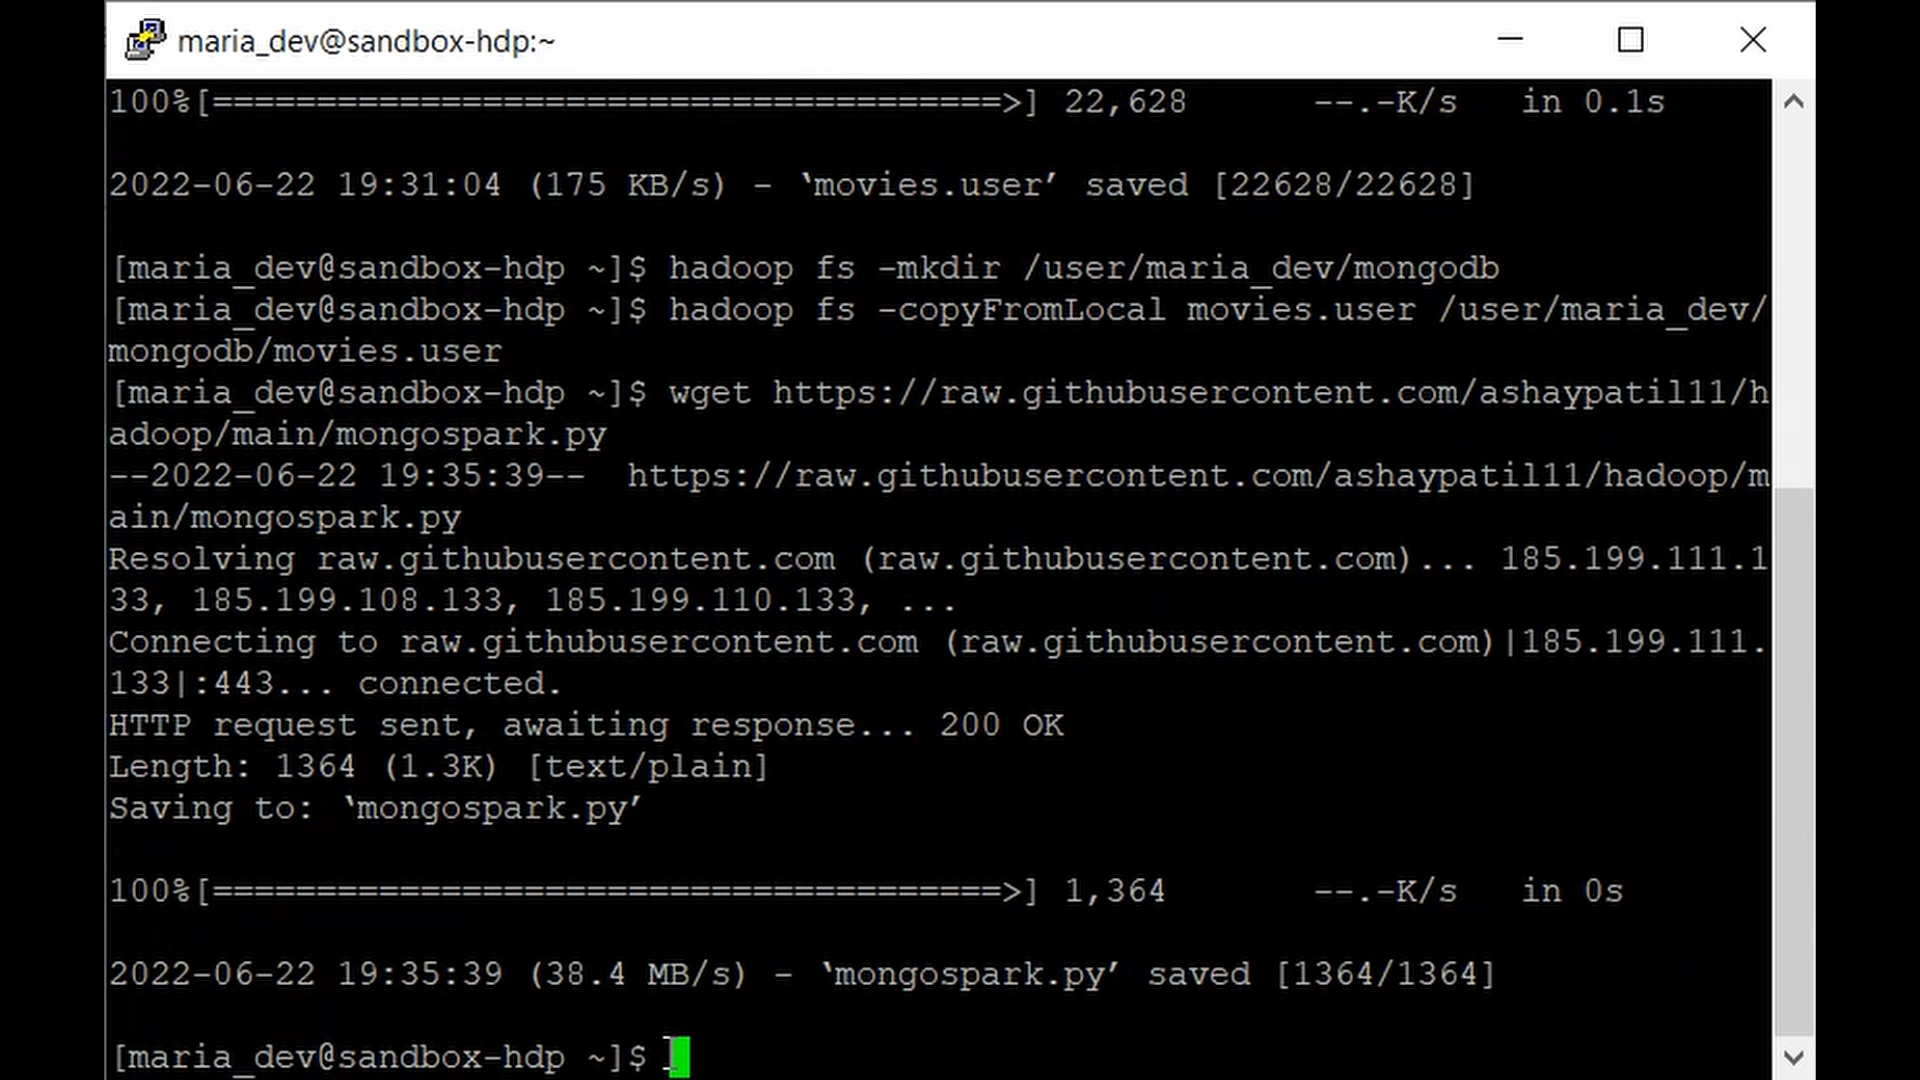 maria_dev@sandbox-hdp:~
100%[======================================>] 22,628      --.-K/s   in 0.1s
2022-06-22 19:31:04 (175 KB/s) - ‘movies.user’ saved [22628/22628]
[maria_dev@sandbox-hdp ~]$ hadoop fs -mkdir /user/maria_dev/mongodb
[maria_dev@sandbox-hdp ~]$ hadoop fs -copyFromLocal movies.user /user/maria_dev/
mongodb/movies.user
[maria_dev@sandbox-hdp ~]$ wget https://raw.githubusercontent.com/ashaypatil11/h
adoop/main/mongospark.py
--2022-06-22 19:35:39--  https://raw.githubusercontent.com/ashaypatil11/hadoop/m
ain/mongospark.py
Resolving raw.githubusercontent.com (raw.githubusercontent.com)... 185.199.111.1
33, 185.199.108.133, 185.199.110.133, ...
Connecting to raw.githubusercontent.com (raw.githubusercontent.com)|185.199.111.
133|:443... connected.
HTTP request sent, awaiting response... 200 OK
Length: 1364 (1.3K) [text/plain]
Saving to: ‘mongospark.py’
100%[======================================>] 1,364       --.-K/s   in 0s
2022-06-22 19:35:39 (38.4 MB/s) - ‘mongospark.py’ saved [1364/1364]
[maria_dev@sandbox-hdp ~]$